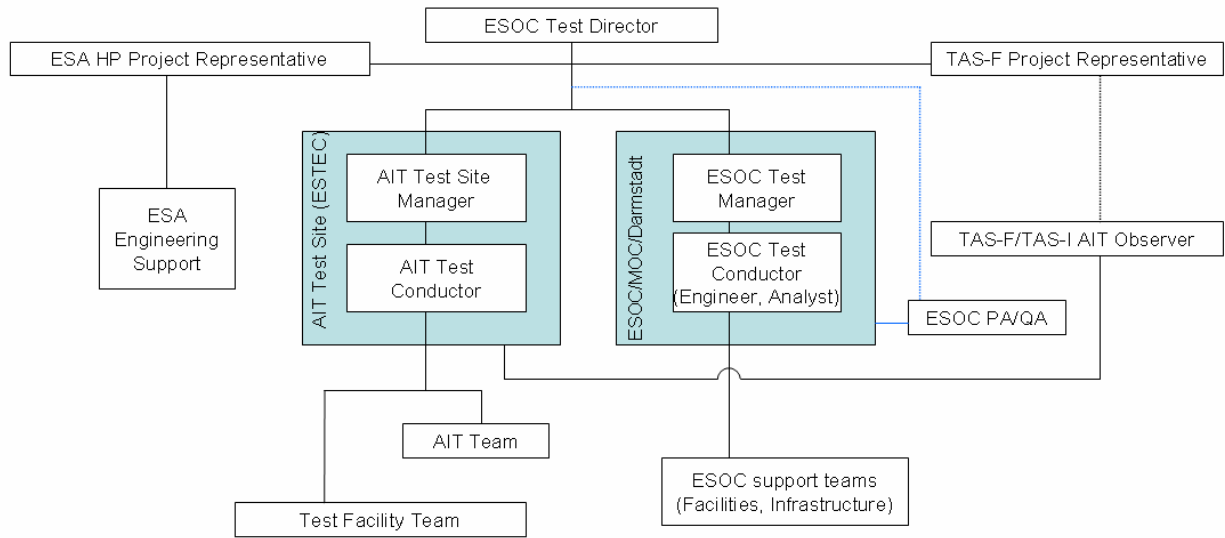 ESOC Test Director
ESA HP Project Representative
TAS-F Project Representative
AIT Test Site (ESTEC)
AIT Test Site
Manager
AIT Test
Conductor
ESOC/MOC/Darmstadt
ESOC Test
Manager
ESOC Test
Conductor
(Engineer, Analyst)
ESA
Engineering
Support
TAS-F/TAS-I AIT Observer
ESOC PA/QA
AIT Team
Test Facility Team
ESOC support teams
(Facilities, Infrastructure)